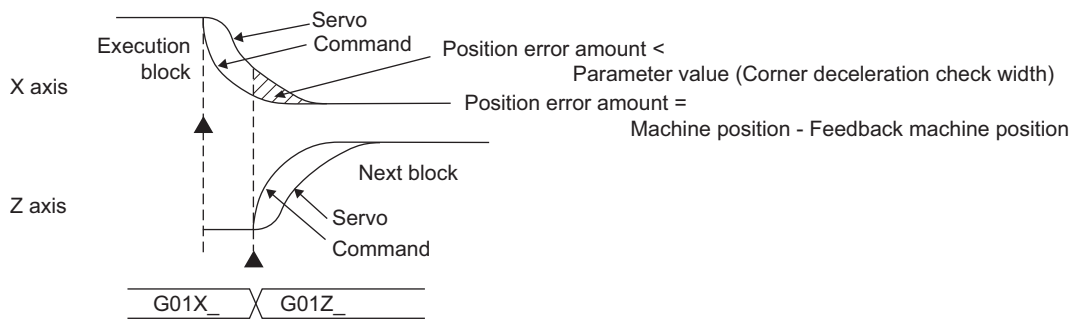 Servo
Command
Execution
block
Position error amount <
Parameter value (Corner deceleration check width)
X axis
Position error amount =
Machine position - Feedback machine position
Next block
Z axis
Servo
Command
G01X_ G01Z_